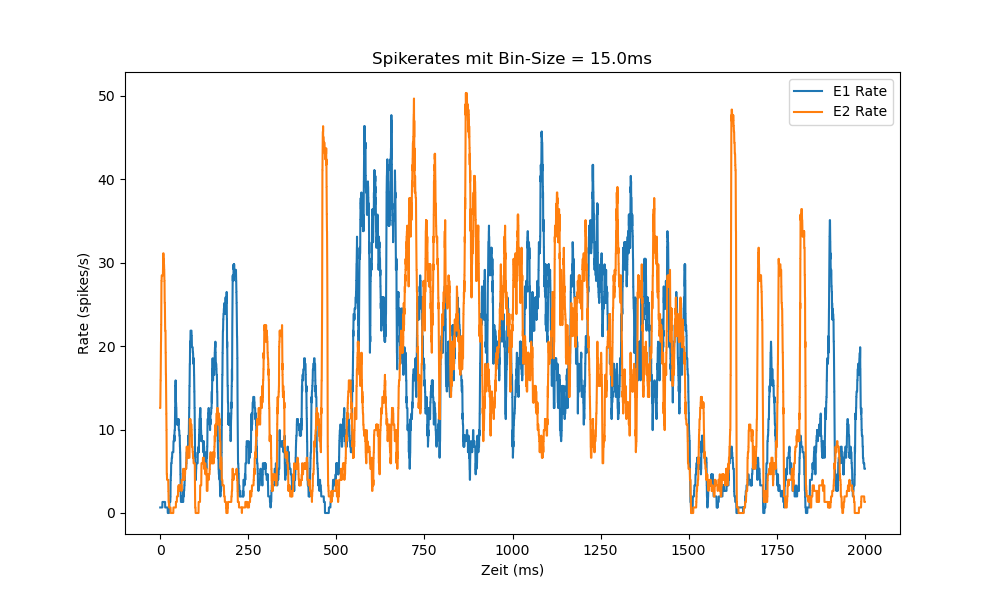 Spikerates mit Bin-Size = 15.0ms
E1 Rate
E2 Rate
50
40
30
20
10
0
Rate (spikes/s)
0 250 500 750 1000 1250 1500 1750 2000
Zeit (ms)